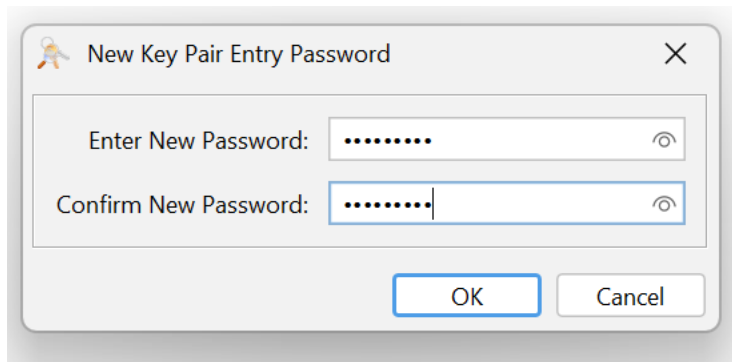 New Key Pair Entry Password
Enter New Password: •••••••••
Confirm New Password: •••••••••
OK Cancel